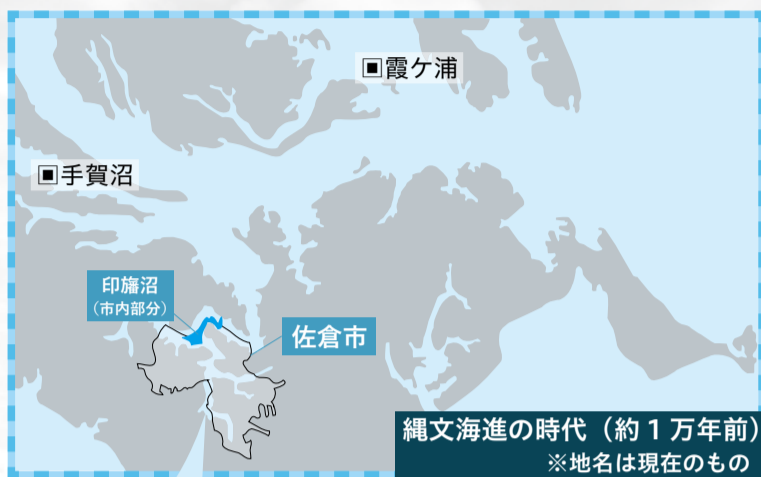 ▣霞ケ浦
▣手賀沼
印旛沼
（市内部分）
佐倉市
縄文海進の時代（約1万年前）
※地名は現在のもの